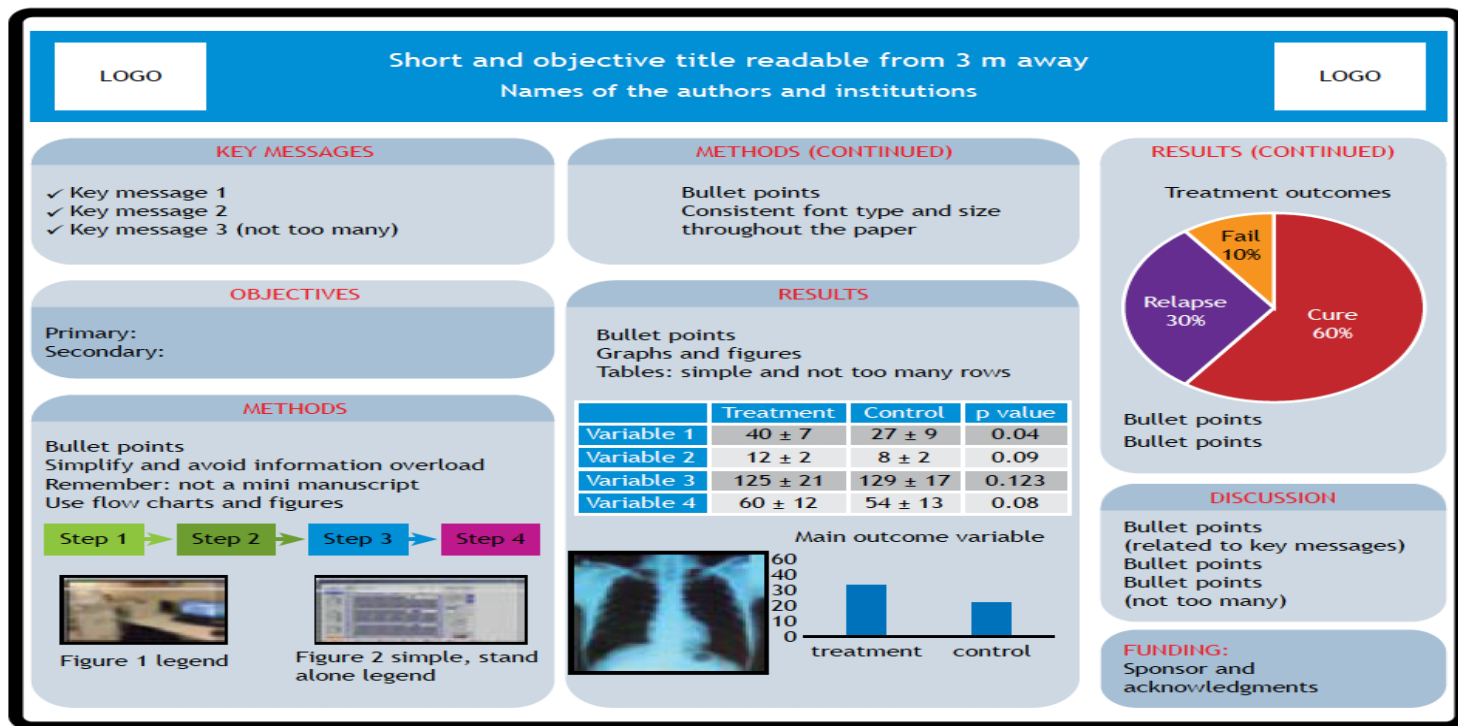 LOGO
Short and objective title readable from 3 m away
Names of the authors and institutions
LOGO
KEY MESSAGES
✓ Key message 1
✓ Key message 2
✓ Key message 3 (not too many)
OBJECTIVES
Primary:
Secondary:
METHODS
Bullet points
Simplify and avoid information overload
Remember: not a mini manuscript
Use flow charts and figures
Step 1 Step 2 Step 3 Step 4
Figure 1 legend
Figure 2 simple, stand
alone legend
METHODS (CONTINUED)
Bullet points
Consistent font type and size
throughout the paper
RESULTS
Bullet points
Graphs and figures
Tables: simple and not too many rows
Treatment Control p value
Variable 1 40 ± 7 27 ± 9 0.04
Variable 2 12 ± 2 8 ± 2 0.09
Variable 3 125 ± 21 129 ± 17 0.123
Variable 4 60 ± 12 54 ± 13 0.08
Main outcome variable
60
40
30
20
10
0
treatment control
RESULTS (CONTINUED)
Treatment outcomes
Fail
10%
Relapse
30%
Cure
60%
Bullet points
Bullet points
DISCUSSION
Bullet points
(related to key messages)
Bullet points
Bullet points
(not too many)
FUNDING:
Sponsor and
acknowledgments